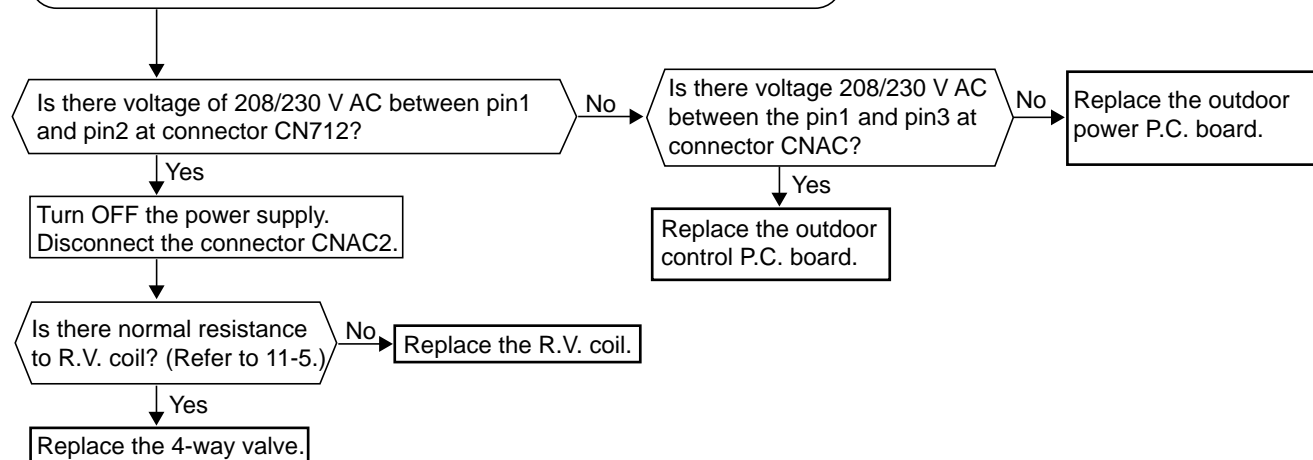 Is there voltage of 208/230 V AC between pin1
and pin2 at connector CN712?
No
Is there voltage 208/230 V AC
between the pin1 and pin3 at
connector CNAC?
No
Replace the outdoor
power P.C. board.
Yes
Turn OFF the power supply.
Disconnect the connector CNAC2.
Yes
Replace the outdoor
control P.C. board.
Is there normal resistance
to R.V. coil? (Refer to 11-5.)
No
Replace the R.V. coil.
Yes
Replace the 4-way valve.